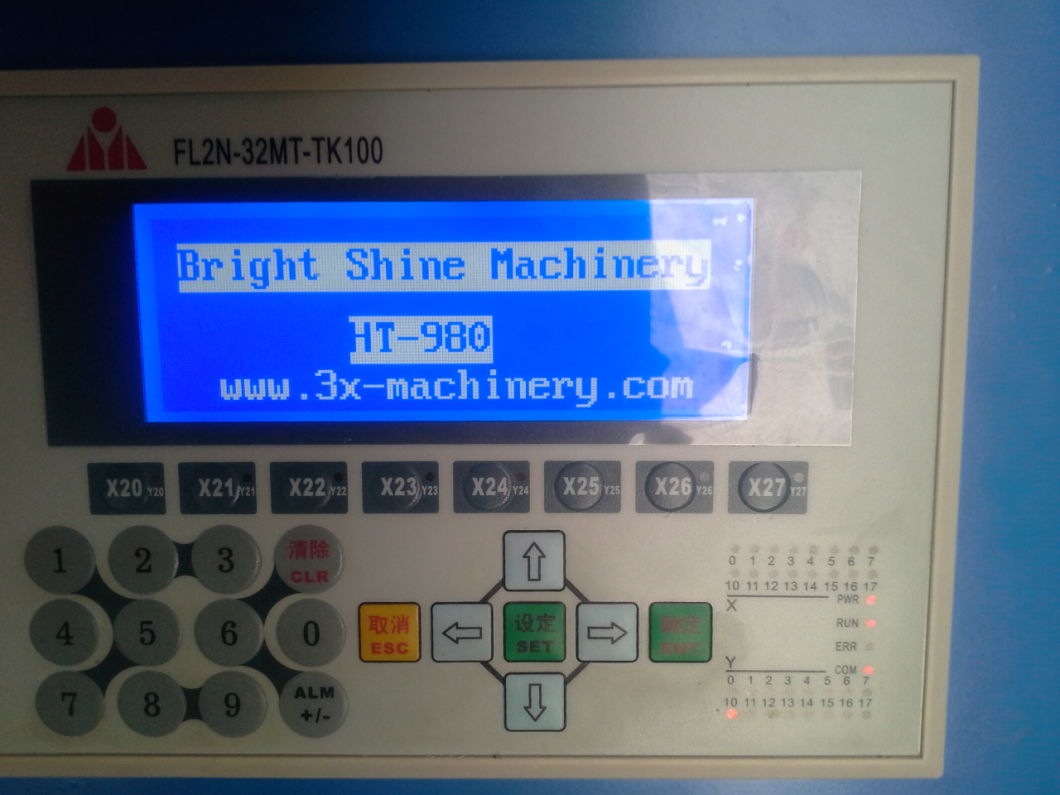 FL2N-32MT-TK100
Bright Shine Machinery
HT-980
www.3x-machinery.com
X20 Y20 X21 Y21 X22 Y22 X23 Y23 X24 Y24 X25 Y25 X26 Y26 X27 Y27
1 2 3 清除
CLR
4 5 6 0
7 8 9 ALM
+/-
取消
ESC
设定
SET
0 1 2 3 4 5 6 7
10 11 12 13 14 15 16 17
X
PWR
RUN
ERR
COM
Y
0 1 2 3 4 5 6 7
10 11 12 13 14 15 16 17